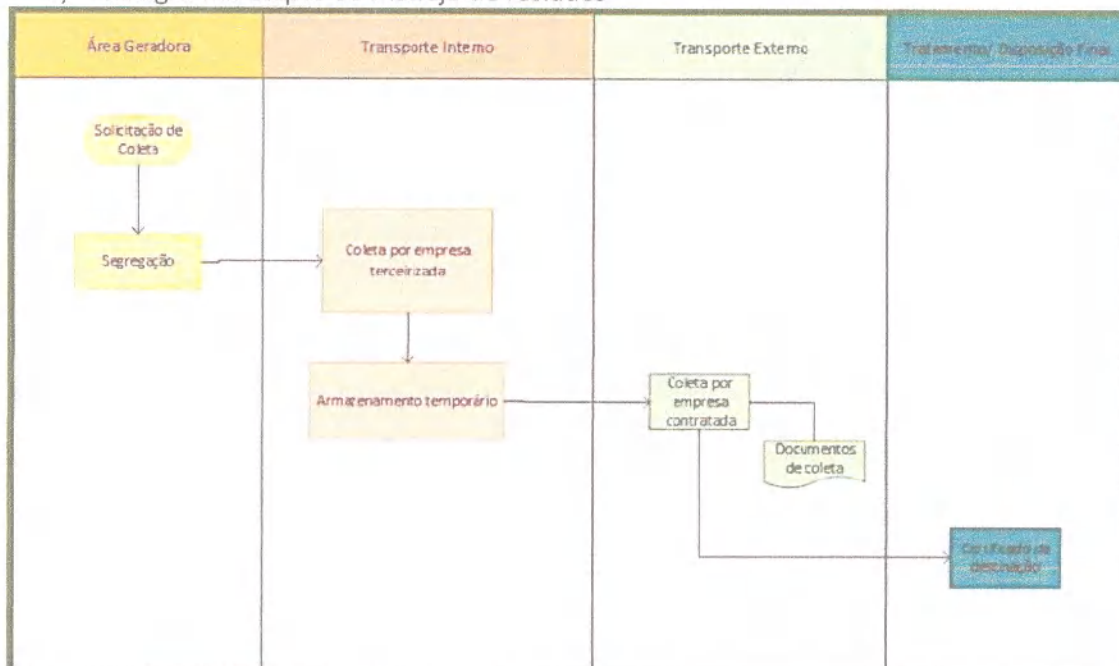 Área Geradora
Transporte Interno
Transporte Externo
Tratamento/ Disposição Final
Solicitação de
Coleta
Segregação
Coleta por empresa
terceirizada
Armazenamento temporário
Coleta por
empresa
contratada
Documentos
de coleta
Certificado de
destinação